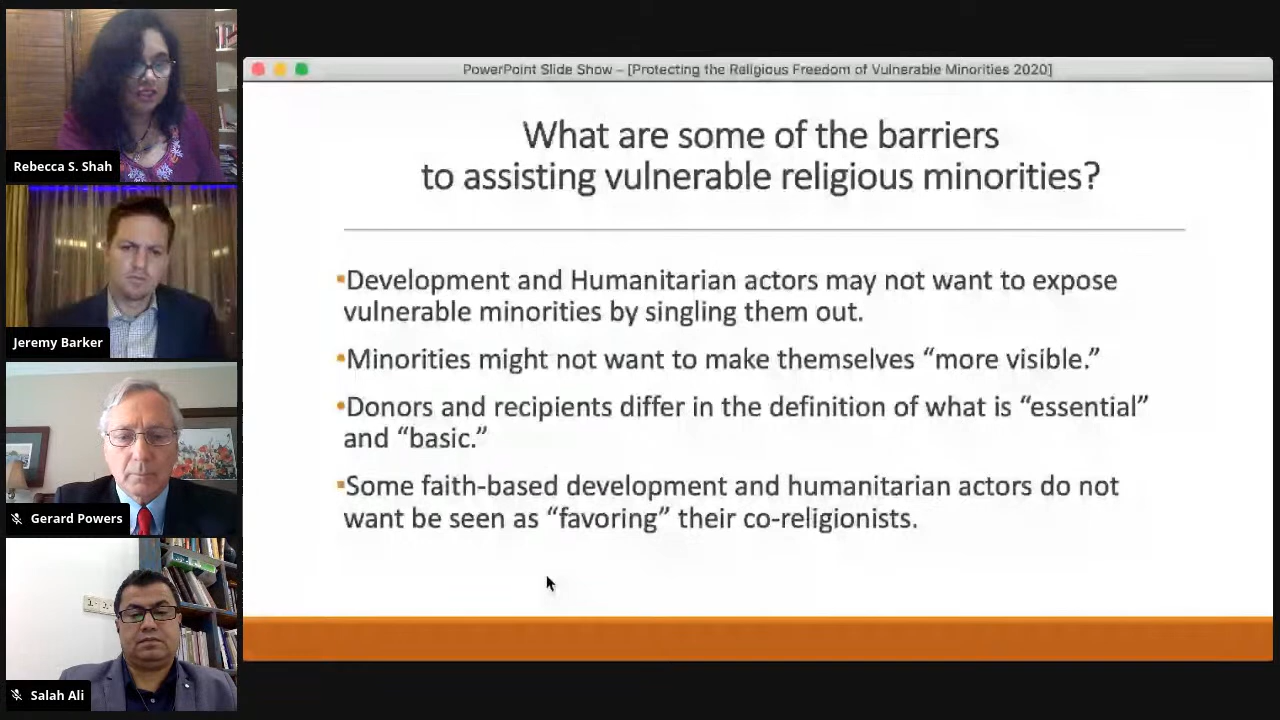 Rebecca S. Shah
Jeremy Barker
Gerard Powers
Salah Ali
PowerPoint Slide Show – [Protecting the Religious Freedom of Vulnerable Minorities 2020]
What are some of the barriers
to assisting vulnerable religious minorities?
▪Development and Humanitarian actors may not want to expose
vulnerable minorities by singling them out.
▪Minorities might not want to make themselves “more visible.”
▪Donors and recipients differ in the definition of what is “essential”
and “basic.”
▪Some faith-based development and humanitarian actors do not
want be seen as “favoring” their co-religionists.